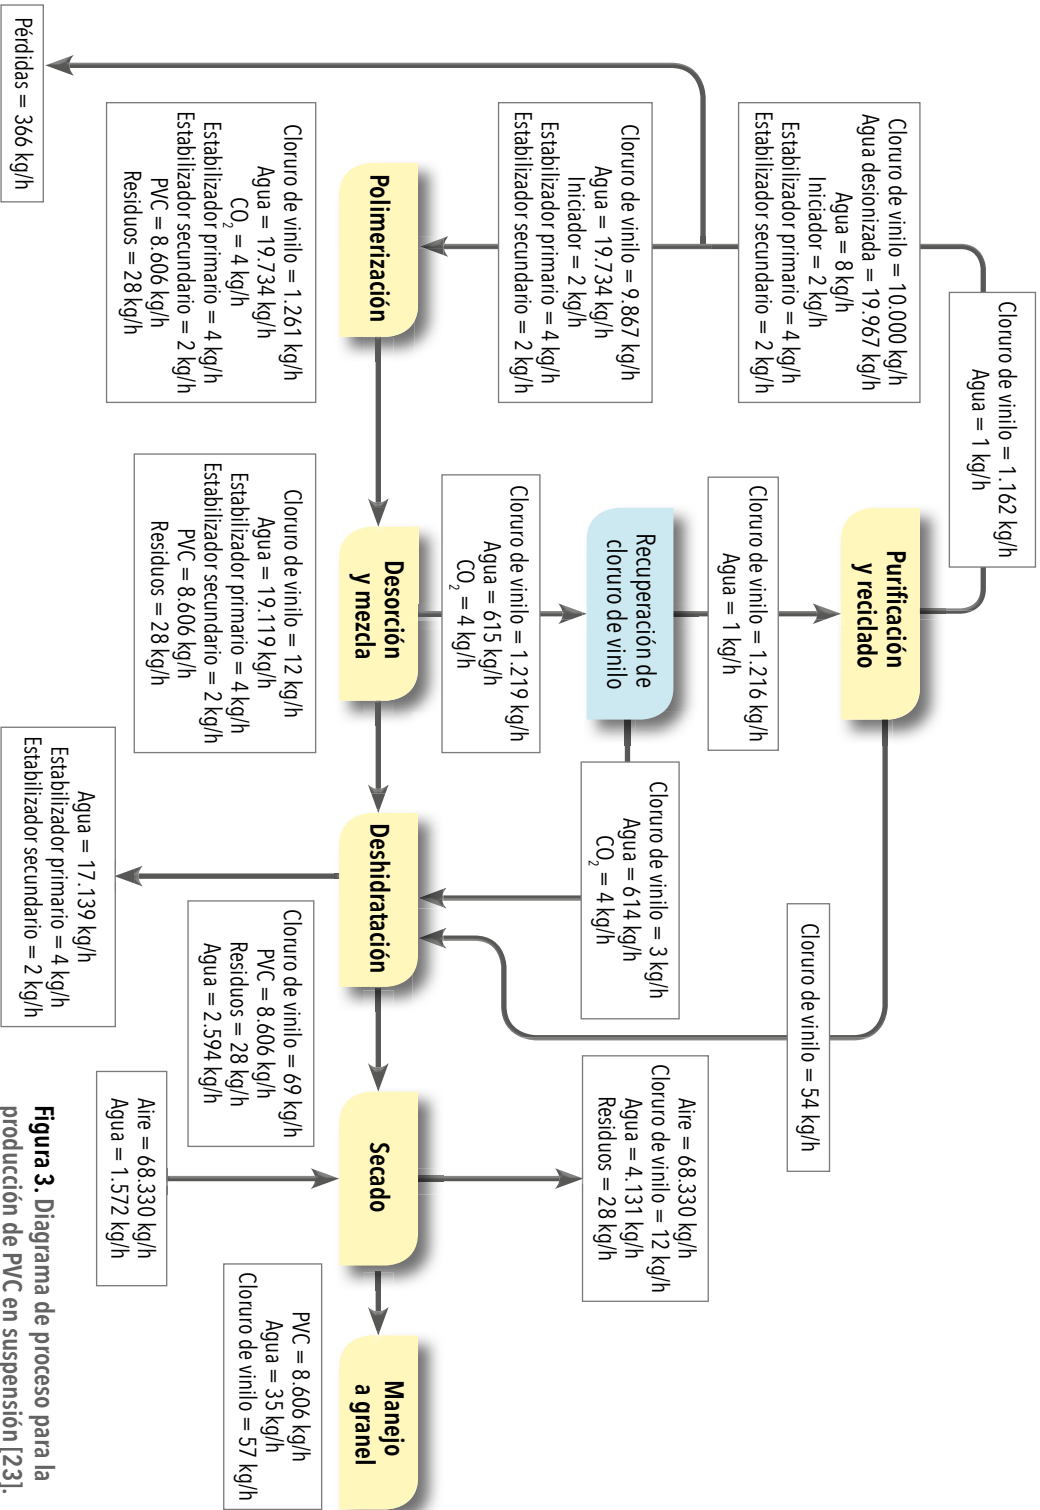 Cloruro de vinilo = 1.162 kg/h
Agua = 1 kg/h
Purificación
y reciclado
Cloruro de vinilo = 54 kg/h
Cloruro de vinilo = 10.000 kg/h
Agua desionizada = 19.967 kg/h
Agua = 8 kg/h
Iniciador = 2 kg/h
Estabilizador primario = 4 kg/h
Estabilizador secundario = 2 kg/h
Cloruro de vinilo = 1.216 kg/h
Agua = 1 kg/h
Recuperación de
cloruro de vinilo
Cloruro de vinilo = 3 kg/h
Agua = 614 kg/h
CO2 = 4 kg/h
Aire = 68.330 kg/h
Cloruro de vinilo = 12 kg/h
Agua = 4.131 kg/h
Residuos = 28 kg/h
Cloruro de vinilo = 9.867 kg/h
Agua = 19.734 kg/h
Iniciador = 2 kg/h
Estabilizador primario = 4 kg/h
Estabilizador secundario = 2 kg/h
Cloruro de vinilo = 1.219 kg/h
Agua = 615 kg/h
CO2 = 4 kg/h
Polimerización
Desorción
y mezcla
Deshidratación
Secado
Manejo
a granel
Cloruro de vinilo = 1.261 kg/h
Agua = 19.734 kg/h
CO2 = 4 kg/h
Estabilizador primario = 4 kg/h
Estabilizador secundario = 2 kg/h
PVC = 8.606 kg/h
Residuos = 28 kg/h
Cloruro de vinilo = 12 kg/h
Agua = 19.119 kg/h
Estabilizador primario = 4 kg/h
Estabilizador secundario = 2 kg/h
PVC = 8.606 kg/h
Residuos = 28 kg/h
Cloruro de vinilo = 69 kg/h
PVC = 8.606 kg/h
Residuos = 28 kg/h
Agua = 2.594 kg/h
PVC = 8.606 kg/h
Agua = 35 kg/h
Cloruro de vinilo = 57 kg/h
Pérdidas = 366 kg/h
Agua = 17.139 kg/h
Estabilizador primario = 4 kg/h
Estabilizador secundario = 2 kg/h
Aire = 68.330 kg/h
Agua = 1.572 kg/h
Figura 3. Diagrama de proceso para la
producción de PVC en suspensión [23].